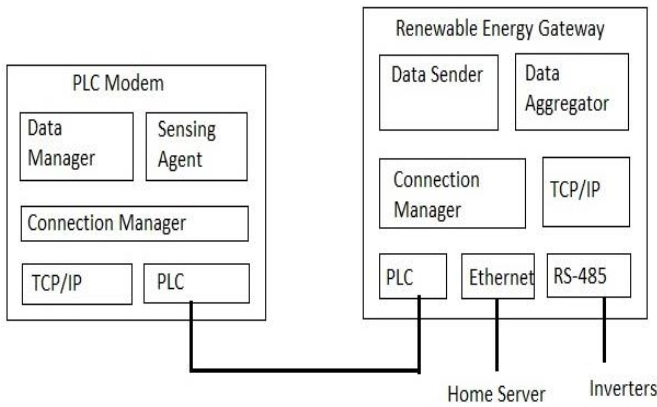 PLC Modem
Data
Manager
Sensing
Agent
Connection Manager
TCP/IP
PLC
Renewable Energy Gateway
Data Sender
Data
Aggregator
Connection
Manager
TCP/IP
PLC
Ethernet
RS-485
Home Server
Inverters